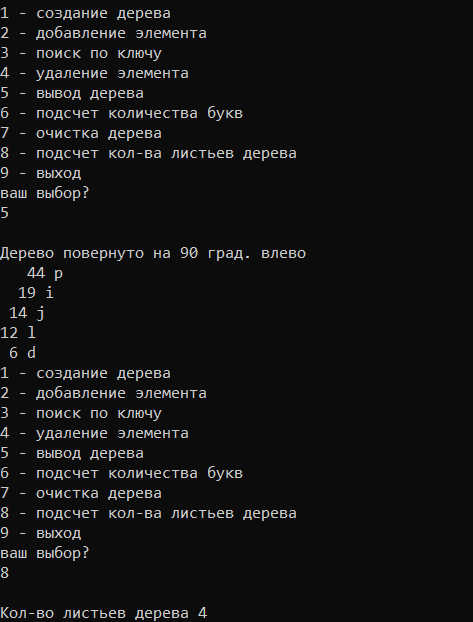 1 - создание дерева
2 - добавление элемента
3 - поиск по ключу
4 - удаление элемента
5 - вывод дерева
6 - подсчет количества букв
7 - очистка дерева
8 - подсчет кол-ва листьев дерева
9 - выход
ваш выбор?
5

Дерево повернуто на 90 град. влево
   44 p
  19 i
 14 j
12 l
 6 d
1 - создание дерева
2 - добавление элемента
3 - поиск по ключу
4 - удаление элемента
5 - вывод дерева
6 - подсчет количества букв
7 - очистка дерева
8 - подсчет кол-ва листьев дерева
9 - выход
ваш выбор?
8

Кол-во листьев дерева 4